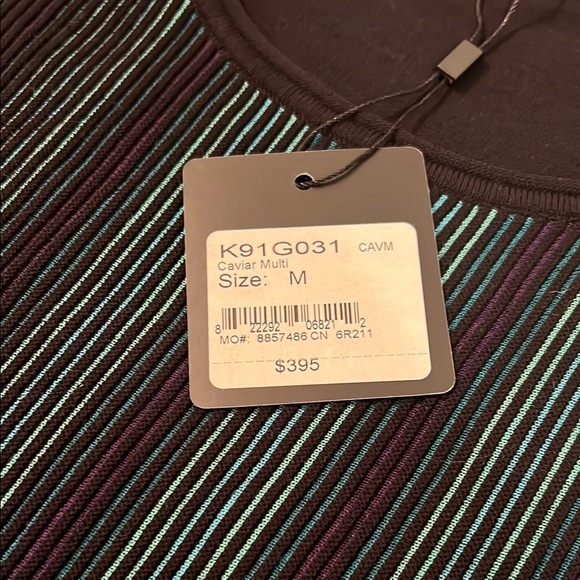 K91G031 CAVM
Caviar Multi
Size: M
8 22292 06821 2
MO#: 8857486 CN 6R211
$395